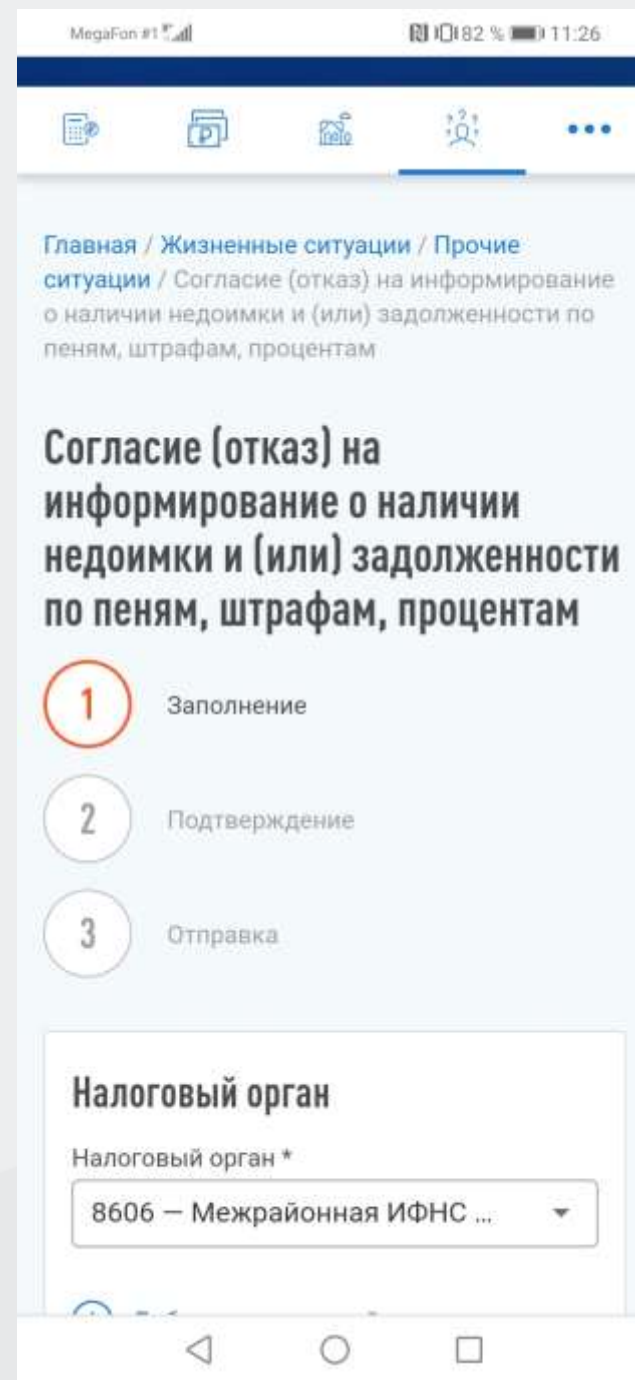 MegaFon #1 82 % 11:26
Главная / Жизненные ситуации / Прочие
ситуации / Согласие (отказ) на информирование
о наличии недоимки и (или) задолженности по
пеням, штрафам, процентам
Согласие (отказ) на
информирование о наличии
недоимки и (или) задолженности
по пеням, штрафам, процентам
1 Заполнение
2 Подтверждение
3 Отправка
Налоговый орган
Налоговый орган *
8606 — Межрайонная ИФНС ...